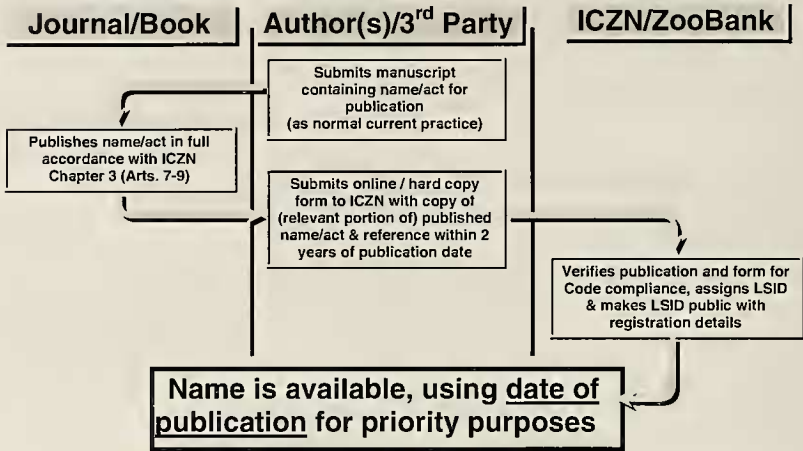 Journal/Book
Author(s)/3rd Party
ICZN/ZooBank
Submits manuscript
containing name/act for
publication
(as normal current practice)
Publishes name/act in full
accordance with ICZN
Chapter 3 (Arts. 7-9)
Submits online / hard copy
form to ICZN with copy of
(relevant portion of) published
name/act & reference within 2
years of publication date
Verifies publication and form for
Code compliance, assigns LSID
& makes LSID public with
registration details
Name is available, using date of
publication for priority purposes